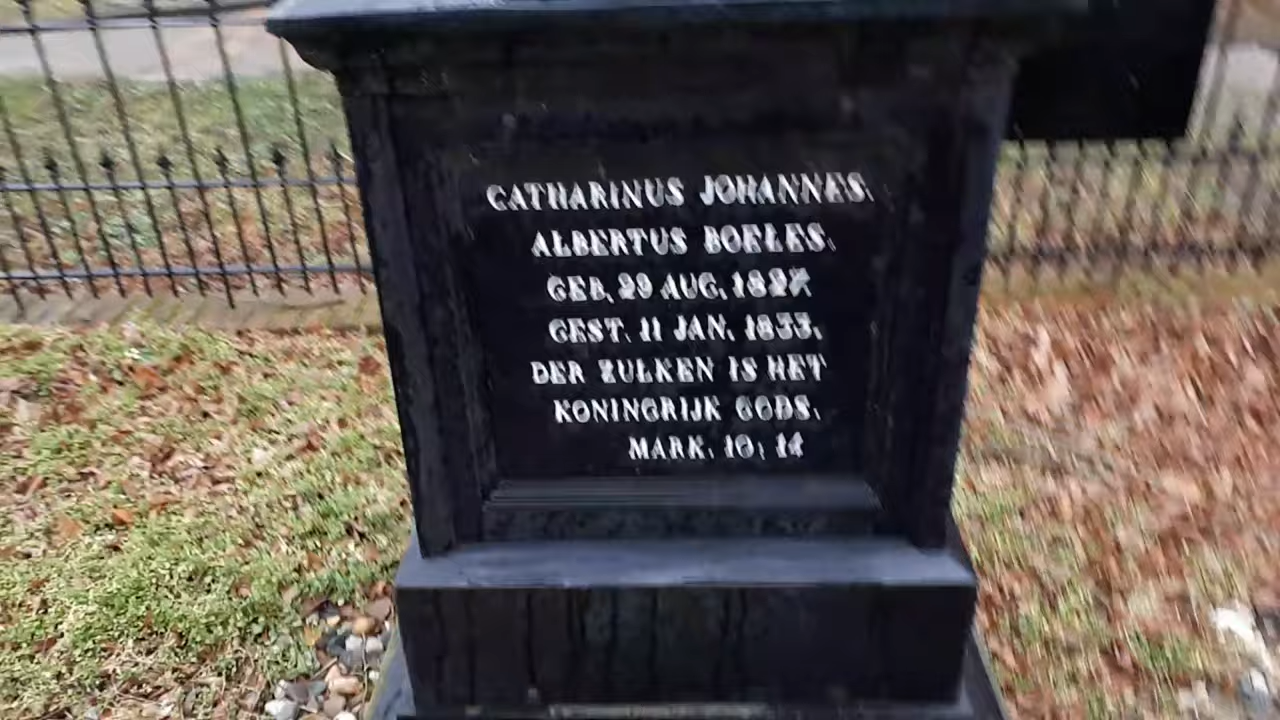 CATHARINUS JOHANNES.
ALBERTUS BOELES.
GEB. 29 AUG. 1827.
GEST. 11 JAN. 1833.
DER ZULKEN IS HET
KONINGRIJK GODS.
MARK. 10: 14